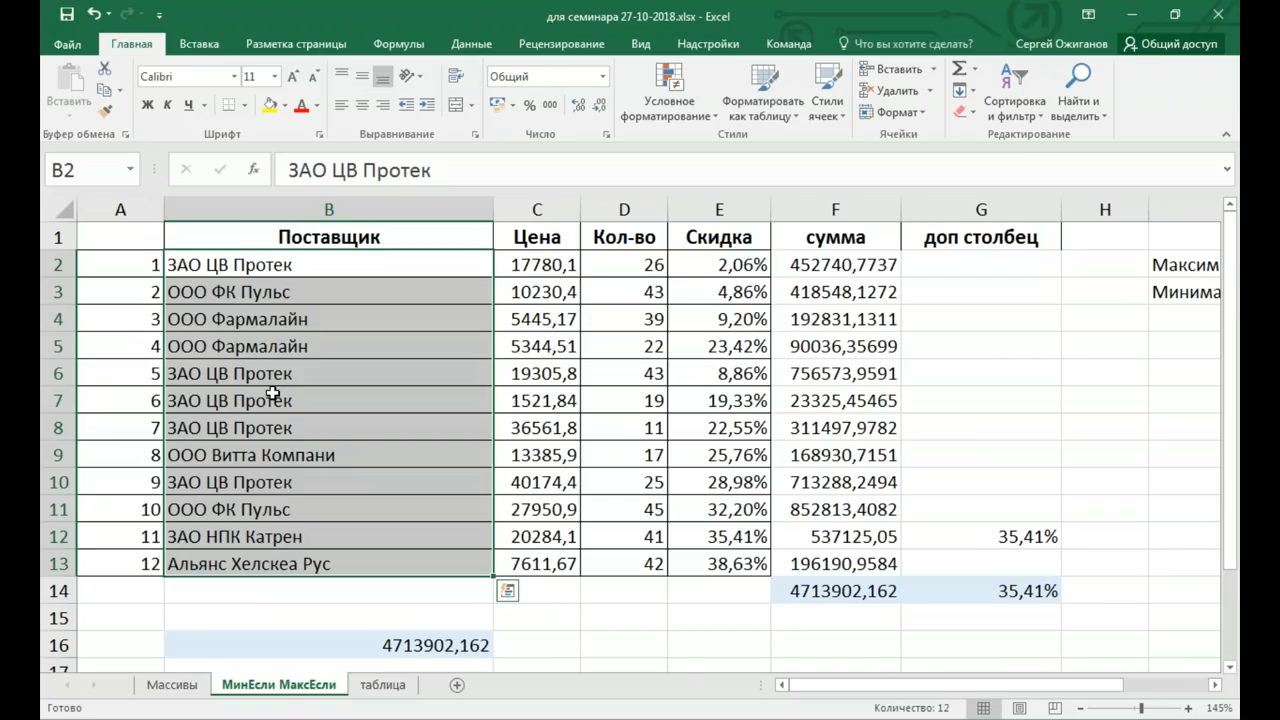 для семинара 27-10-2018.xlsx - Excel
Файл Главная Вставка Разметка страницы Формулы Данные Рецензирование Вид Надстройки Команда Что вы хотите сделать? Сергей Ожиганов Общий доступ
Вставить
Буфер обмена
Calibri 11
Ж К Ч
Шрифт
Выравнивание
Общий
% 000
Число
Условное форматирование
Форматировать как таблицу
Стили ячеек
Стили
Вставить
Удалить
Формат
Ячейки
Сортировка и фильтр
Найти и выделить
Редактирование
B2 fx ЗАО ЦВ Протек
A B C D E F G H
1 Поставщик Цена Кол-во Скидка сумма доп столбец
2 1 ЗАО ЦВ Протек 17780,1 26 2,06% 452740,7737 Максим
3 2 ООО ФК Пульс 10230,4 43 4,86% 418548,1272 Минима
4 3 ООО Фармалайн 5445,17 39 9,20% 192831,1311
5 4 ООО Фармалайн 5344,51 22 23,42% 90036,35699
6 5 ЗАО ЦВ Протек 19305,8 43 8,86% 756573,9591
7 6 ЗАО ЦВ Протек 1521,84 19 19,33% 23325,45465
8 7 ЗАО ЦВ Протек 36561,8 11 22,55% 311497,9782
9 8 ООО Витта Компани 13385,9 17 25,76% 168930,7151
10 9 ЗАО ЦВ Протек 40174,4 25 28,98% 713288,2494
11 10 ООО ФК Пульс 27950,9 45 32,20% 852813,4082
12 11 ЗАО НПК Катрен 20284,1 41 35,41% 537125,05 35,41%
13 12 Альянс Хелскеа Рус 7611,67 42 38,63% 196190,9584
14 4713902,162 35,41%
15
16 4713902,162
17
Массивы МинЕсли МаксЕсли таблица
Готово Количество: 12 145%